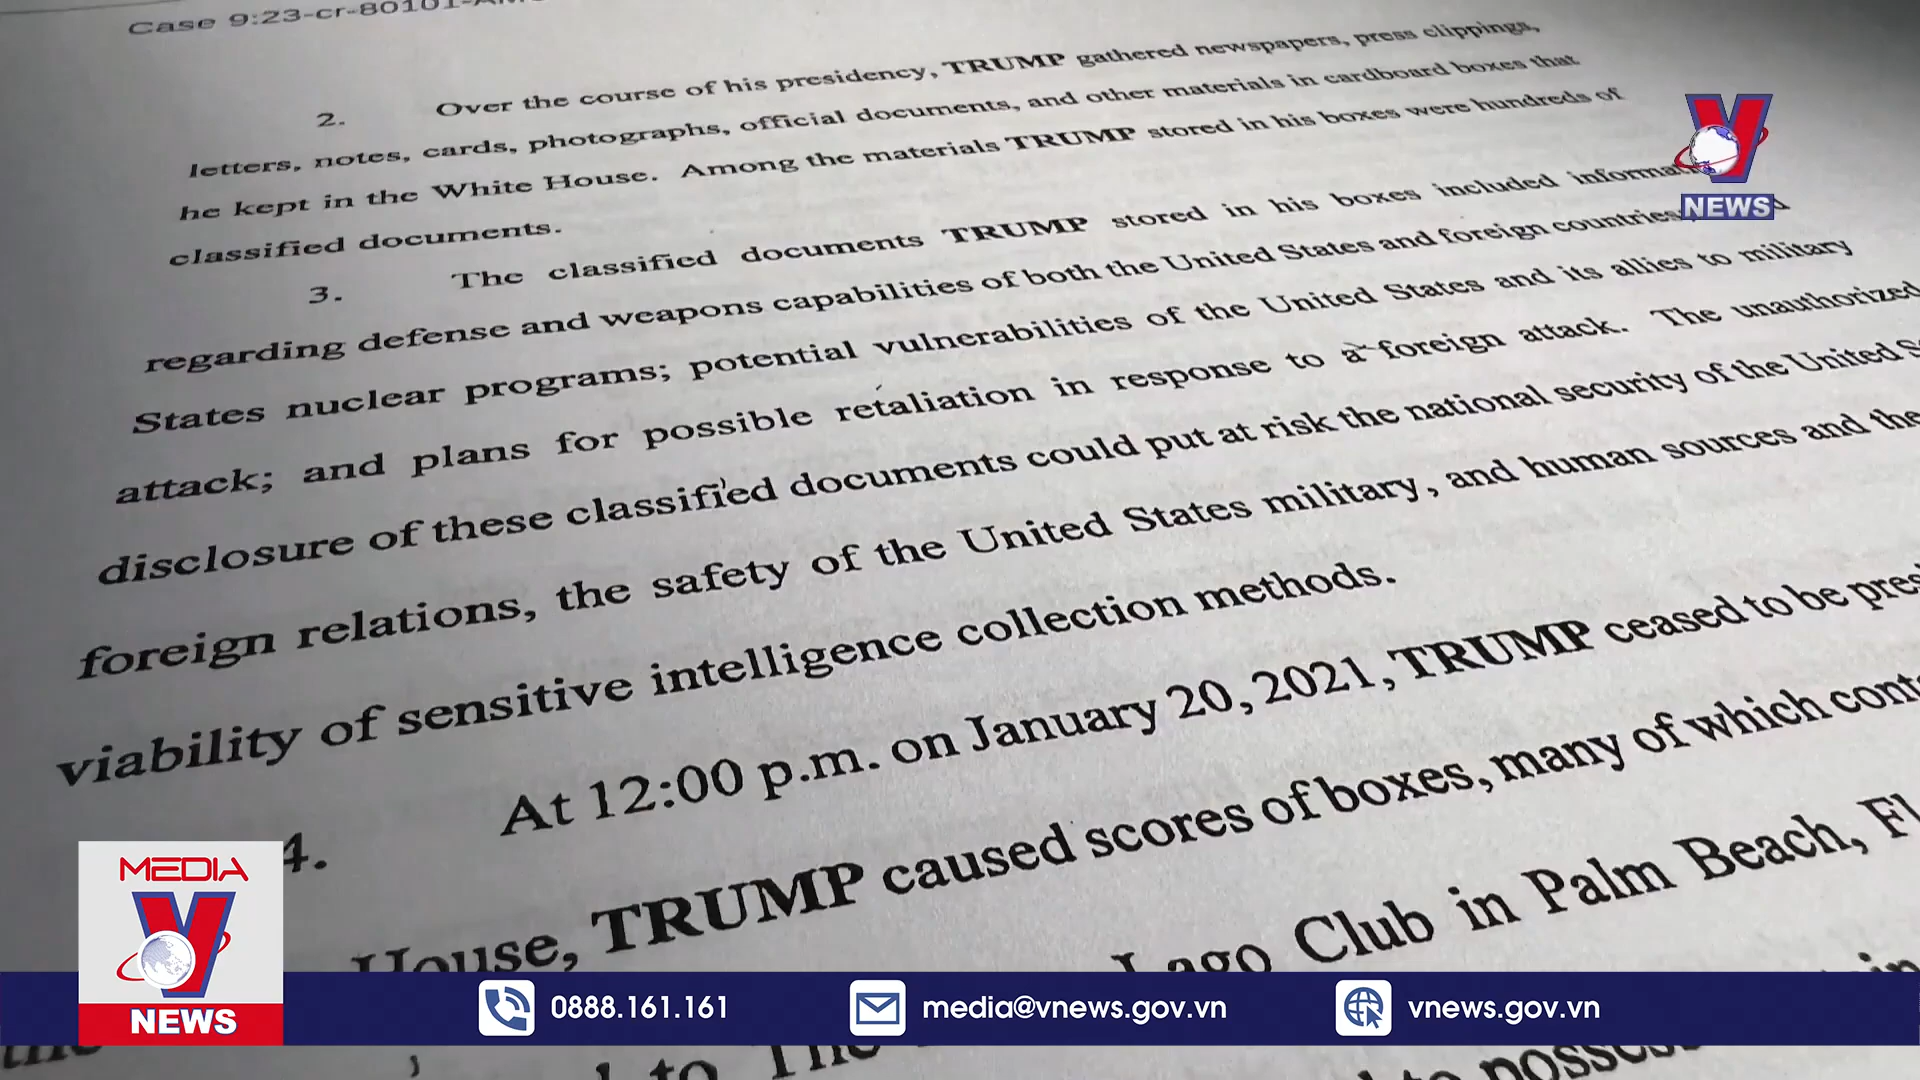 Case 9:23-cr-80101-AMC
2. Over the course of his presidency, TRUMP gathered newspapers, press clippings,
letters, notes, cards, photographs, official documents, and other materials in cardboard boxes that
he kept in the White House. Among the materials TRUMP stored in his boxes were hundreds of
classified documents.
3. The classified documents TRUMP stored in his boxes included
regarding defense and weapons capabilities of both the United States and foreign countries
States nuclear programs; potential vulnerabilities of the United States and its allies to military
attack; and plans for possible retaliation in response to a foreign attack. The unauthorized
disclosure of these classified documents could put at risk the national security of the United
foreign relations, the safety of the United States military, and human sources and the
viability of sensitive intelligence collection methods.
4. At 12:00 p.m. on January 20, 2021, TRUMP ceased to be
House, TRUMP caused scores of boxes, many of which
Lago Club in Palm Beach,
to The
NEWS
MEDIA
NEWS
0888.161.161
media@vnews.gov.vn
vnews.gov.vn